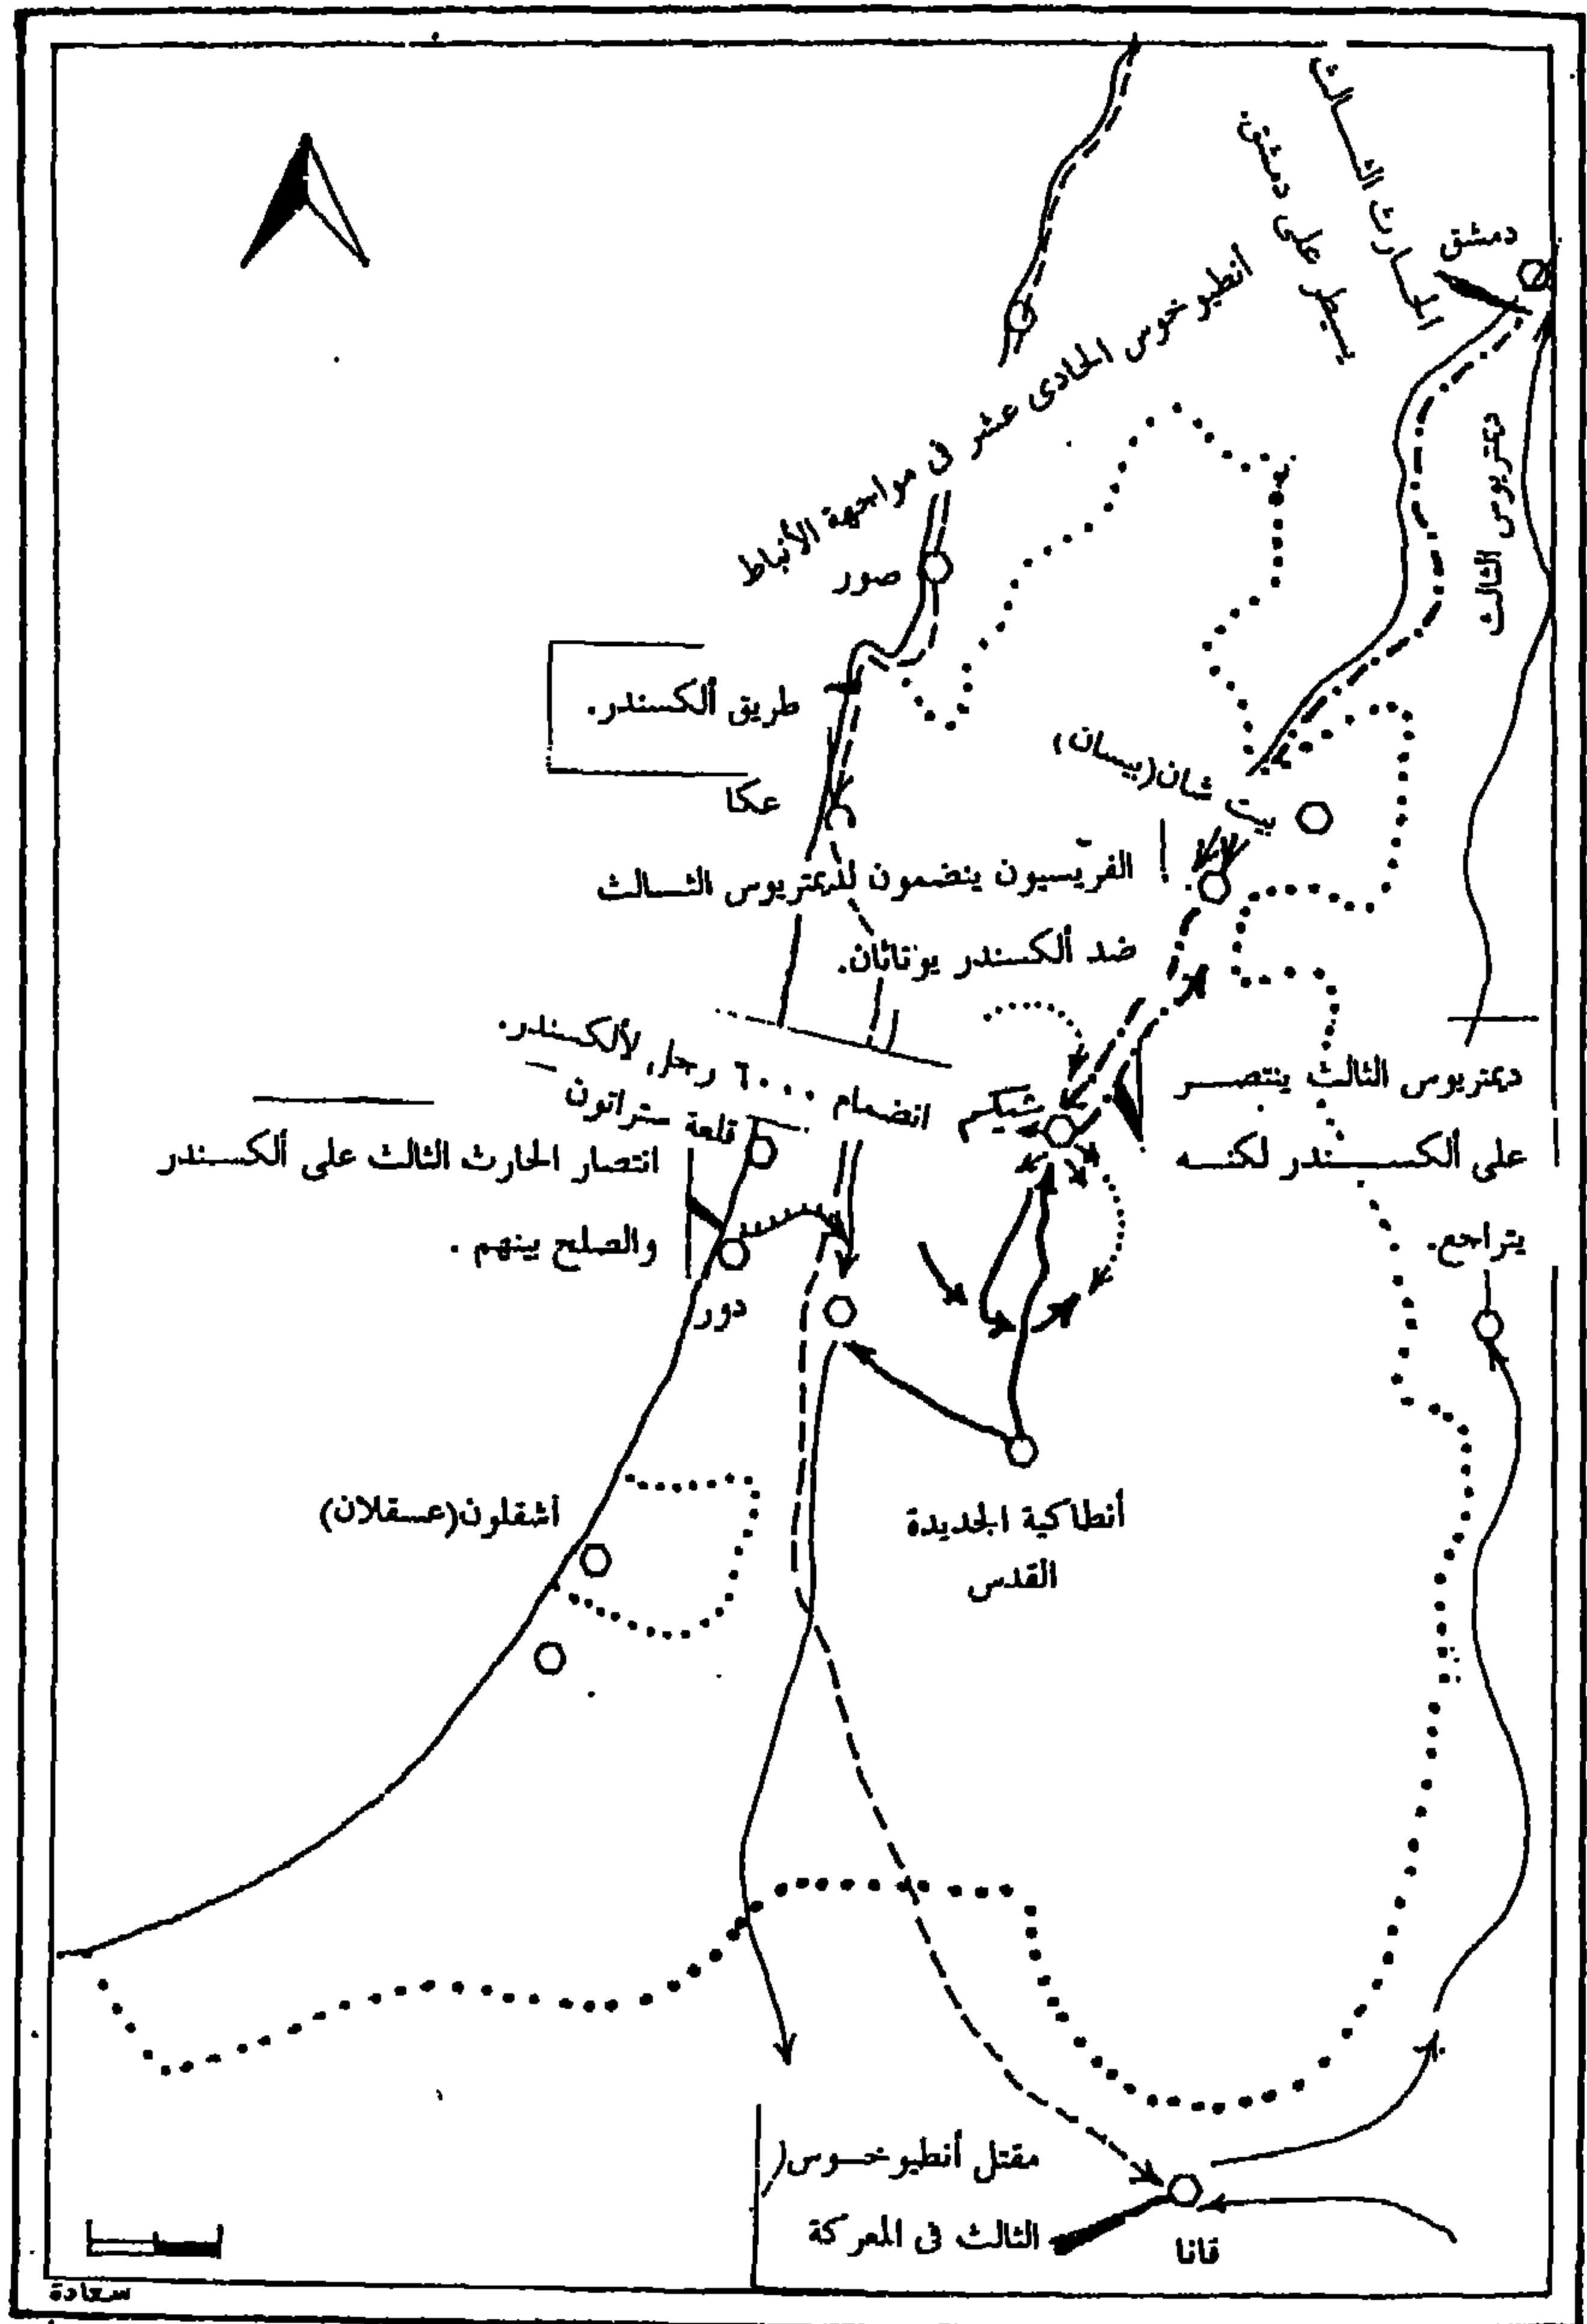 الحارث الثالث
يسيطر على دمشق
دمشق
أنطيوخوس الحادى عشر فى مواجهة الأنباط
ديمتريوس الثالث
صور
طريق ألكسندر.
عكا
بيت شان (بيسان)
الفريّسيون ينضمون لديمتريوس الثالث
ضد ألكسندر يوناثان.
انضمام ٦٠٠٠ رجل لألكسندر.
شيكم
قلعة ستراتون
ديمتريوس الثالث ينتصر
على ألكسندر لكنه
يتراجع.
انتصار الحارث الثالث على ألكسندر
والصلح بينهم .
دور
أشقلون (عسقلان)
أنطاكية الجديدة
القدس
مقتل أنطيوخوس
الثالث فى المعركة
قانا
سعادة